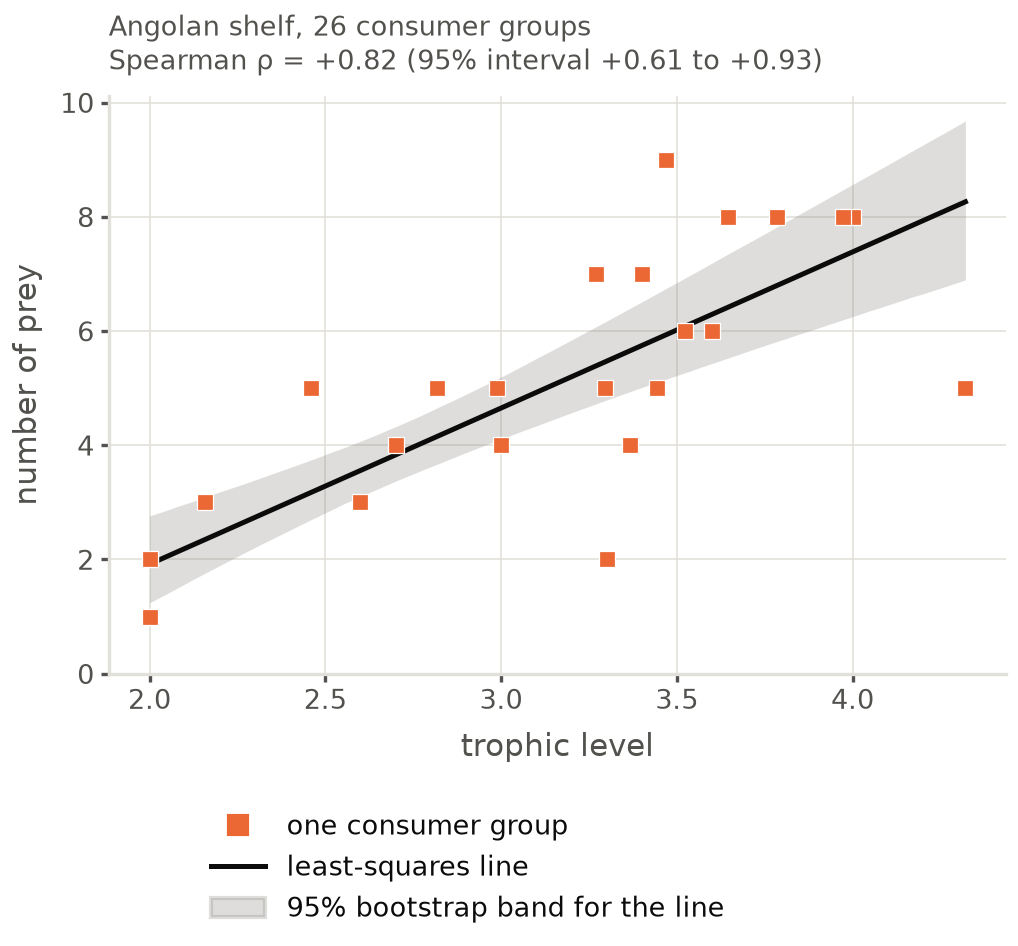 Angolan shelf, 26 consumer groups
Spearman ρ = +0.82 (95% interval +0.61 to +0.93)
10
8
6
4
2
0
number of prey
2.0 2.5 3.0 3.5 4.0
trophic level
one consumer group
least-squares line
95% bootstrap band for the line